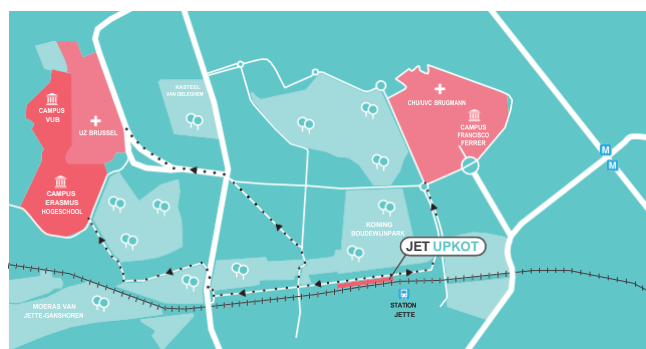 KASTEEL
VAN DIELEGHEM
CAMPUS
VUB
UZ BRUSSEL
CHU/UVC BRUGMANN
CAMPUS
FRANCISCO
FERRER
M
M
CAMPUS
ERASMUS
HOGESCHOOL
KONING
BOUDEWIJNPARK
JET UPKOT
MOERAS VAN
JETTE-GANSHOREN
STATION
JETTE